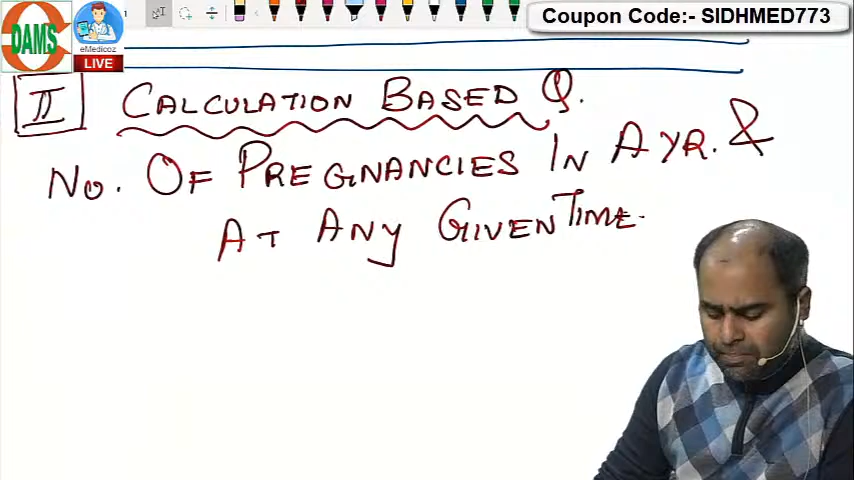 DAMS
eMedicoz
LIVE
Coupon Code:- SIDHMED773
II CALCULATION BASED Q.
NO. OF PREGNANCIES IN A YR. &
AT ANY GIVEN TIME.